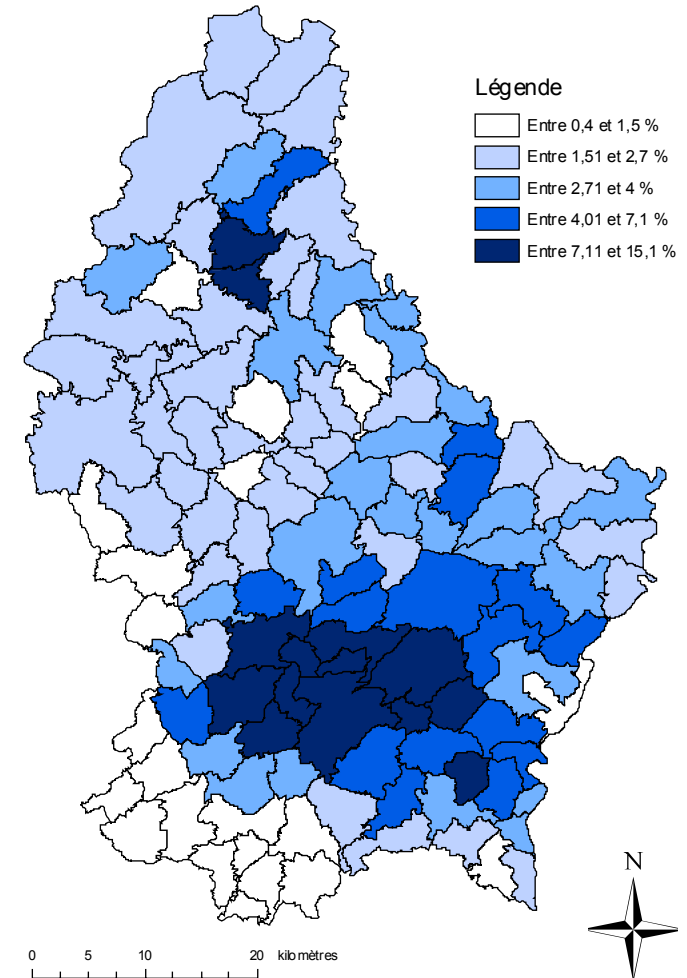 Légende
Entre 0,4 et 1,5 %
Entre 1,51 et 2,7 %
Entre 2,71 et 4 %
Entre 4,01 et 7,1 %
Entre 7,11 et 15,1 %
N
0 5 10 20 kilomètres